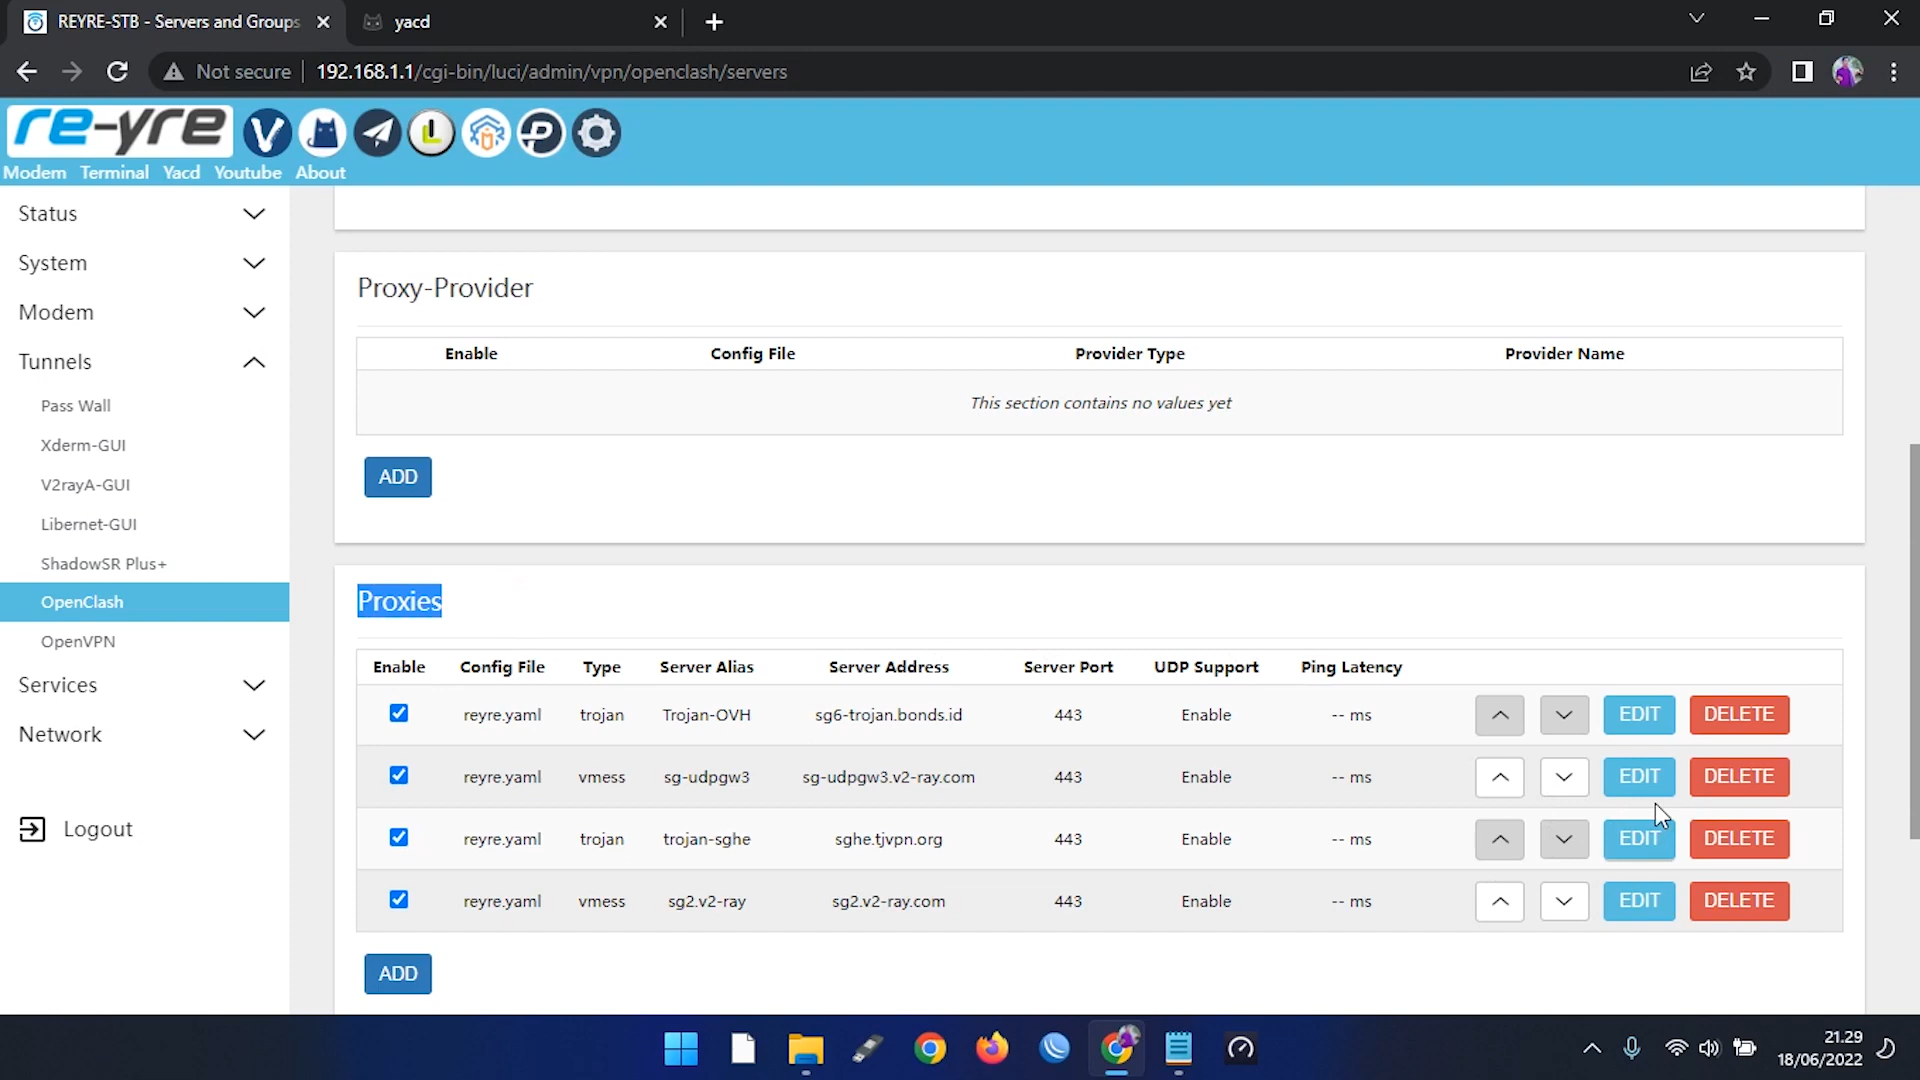 REYRE-STB - Servers and Groups
yacd
Not secure
192.168.1.1/cgi-bin/luci/admin/vpn/openclash/servers
re-yre
Modem Terminal Yacd Youtube About
Status
System
Modem
Tunnels
Pass Wall
Xderm-GUI
V2rayA-GUI
Libernet-GUI
ShadowSR Plus+
OpenClash
OpenVPN
Services
Network
Logout
Proxy-Provider
Enable Config File Provider Type Provider Name
This section contains no values yet
ADD
Proxies
Enable Config File Type Server Alias Server Address Server Port UDP Support Ping Latency
reyre.yaml trojan Trojan-OVH sg6-trojan.bonds.id 443 Enable -- ms EDIT DELETE
reyre.yaml vmess sg-udpgw3 sg-udpgw3.v2-ray.com 443 Enable -- ms EDIT DELETE
reyre.yaml trojan trojan-sghe sghe.tjvpn.org 443 Enable -- ms EDIT DELETE
reyre.yaml vmess sg2.v2-ray sg2.v2-ray.com 443 Enable -- ms EDIT DELETE
ADD
21.29
18/06/2022